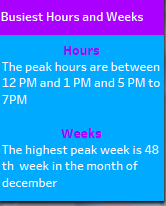 Busiest Hours and Weeks
Hours
The peak hours are between
12 PM and 1 PM and 5 PM to
7PM
Weeks
The highest peak week is 48
th week in the month of
december